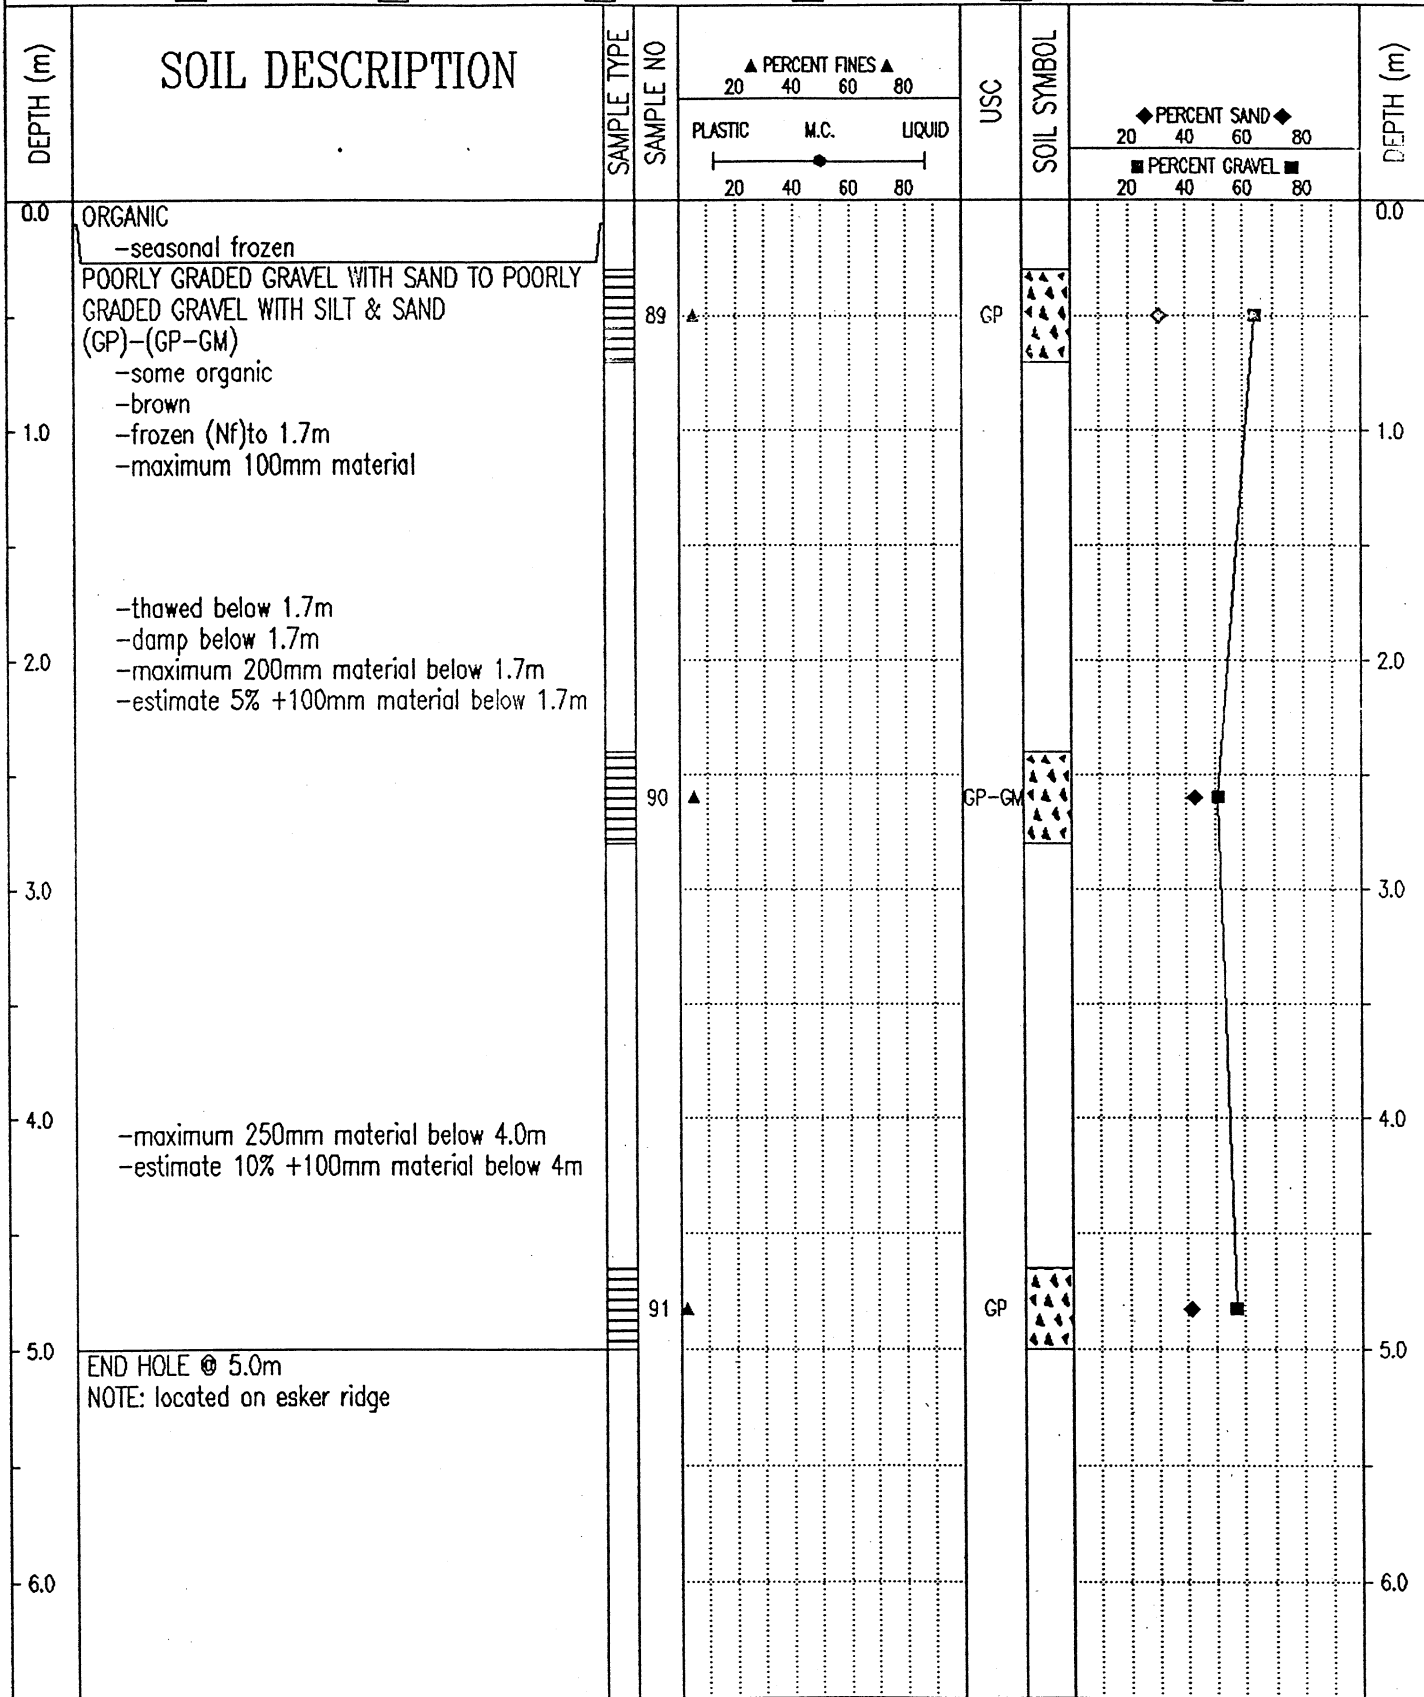 DEPTH (m)
SOIL DESCRIPTION
SAMPLE TYPE
SAMPLE NO
▲ PERCENT FINES ▲
20 40 60 80
PLASTIC M.C. LIQUID
20 40 60 80
USC
SOIL SYMBOL
◆PERCENT SAND◆
20 40 60 80
■ PERCENT GRAVEL ■
20 40 60 80
DEPTH (m)
0.0 ORGANIC 0.0
-seasonal frozen
POORLY GRADED GRAVEL WITH SAND TO POORLY
GRADED GRAVEL WITH SILT & SAND 89 GP
(GP)-(GP-GM)
-some organic
-brown
1.0 -frozen (Nf)to 1.7m 1.0
-maximum 100mm material
-thawed below 1.7m
-damp below 1.7m
2.0 -maximum 200mm material below 1.7m 2.0
-estimate 5% +100mm material below 1.7m
90 GP-GM
3.0 3.0
4.0 -maximum 250mm material below 4.0m 4.0
-estimate 10% +100mm material below 4m
91 GP
5.0 END HOLE @ 5.0m 5.0
NOTE: located on esker ridge
6.0 6.0